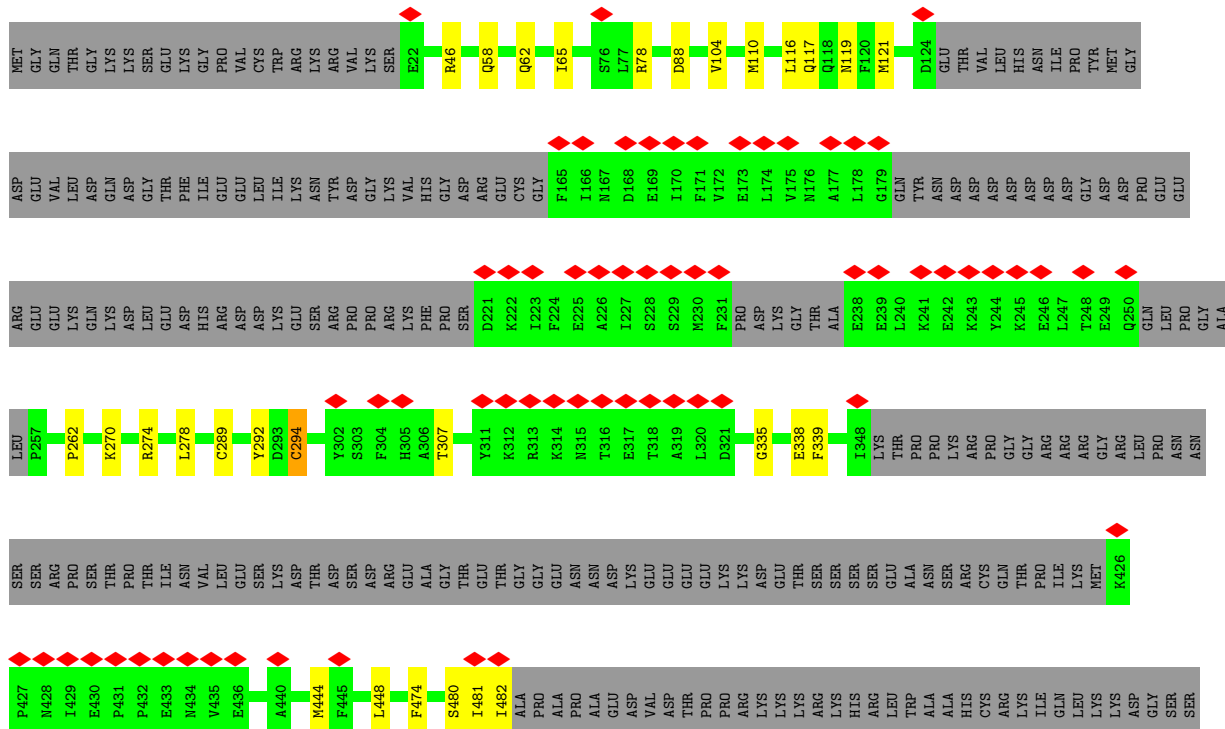 MET GLY GLN THR GLY LYS LYS SER GLU LYS GLY PRO VAL CYS TRP ARG LYS ARG VAL LYS SER E22 R46 Q58 Q62 I65 S76 L77 R78 D88 V104 M110 L116 Q117 Q118 N119 F120 M121 D124 GLU THR VAL LEU HIS ASN ILE PRO TYR MET GLY
ASP GLU VAL LEU ASP GLN ASP GLY THR PHE ILE GLU GLU LEU ILE LYS ASN TYR ASP GLY LYS VAL HIS GLY ASP ARG GLU CYS GLY F165 I166 N167 D168 E169 I170 F171 V172 E173 L174 V175 N176 A177 L178 G179 GLN TYR ASN ASP ASP ASP ASP ASP ASP ASP GLY ASP ASP PRO GLU GLU
ARG GLU GLU LYS GLN LYS ASP LEU GLU ASP HIS ARG ASP ASP LYS GLU SER ARG PRO PRO ARG LYS PHE PRO SER D221 K222 I223 F224 E225 A226 I227 S228 S229 M230 F231 PRO ASP LYS GLY THR ALA E238 E239 L240 K241 E242 K243 Y244 K245 E246 L247 T248 E249 Q250 GLN LEU PRO GLY ALA
LEU P257 P262 K270 R274 L278 C289 Y292 D293 C294 Y302 S303 F304 H305 A306 T307 Y311 K312 R313 K314 N315 T316 E317 T318 A319 L320 D321 G335 E338 F339 I348 LYS THR PRO PRO LYS ARG PRO GLY GLY ARG ARG ARG GLY ARG LEU PRO ASN ASN
SER SER ARG PRO SER THR PRO THR ILE ASN VAL LEU GLU SER LYS ASP THR ASP SER ASP ARG GLU ALA GLY THR GLU THR GLY GLY GLU ASN ASN ASP LYS GLU GLU GLU GLU LYS LYS ASP GLU THR SER SER SER SER GLU ALA ASN SER ARG CYS GLN THR PRO ILE LYS MET K426
P427 N428 I429 E430 P431 P432 E433 N434 V435 E436 A440 M444 F445 L448 F474 S480 I481 I482 ALA PRO ALA PRO ALA GLU ASP VAL ASP THR PRO PRO ARG LYS LYS LYS ARG LYS HIS ARG LEU TRP ALA ALA HIS CYS ARG LYS ILE GLN LEU LYS LYS ASP GLY SER SER